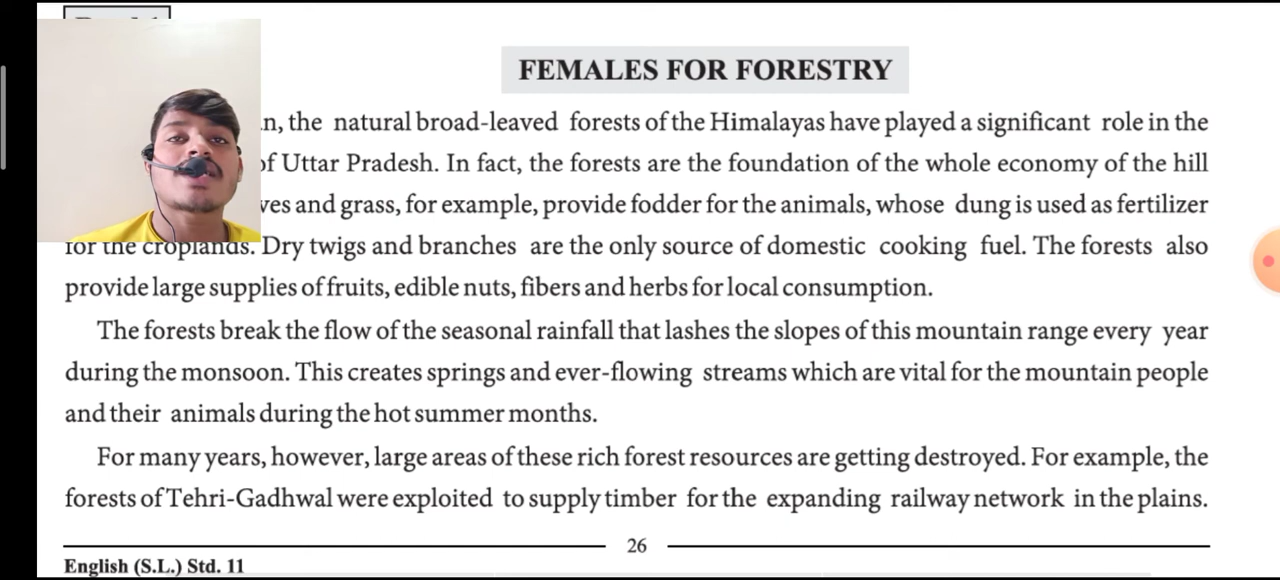 FEMALES FOR FORESTRY
the natural broad-leaved forests of the Himalayas have played a significant role in the
of Uttar Pradesh. In fact, the forests are the foundation of the whole economy of the hill
and grass, for example, provide fodder for the animals, whose dung is used as fertilizer
for the croplands. Dry twigs and branches are the only source of domestic cooking fuel. The forests also
provide large supplies of fruits, edible nuts, fibers and herbs for local consumption.
The forests break the flow of the seasonal rainfall that lashes the slopes of this mountain range every year
during the monsoon. This creates springs and ever-flowing streams which are vital for the mountain people
and their animals during the hot summer months.
For many years, however, large areas of these rich forest resources are getting destroyed. For example, the
forests of Tehri-Gadhwal were exploited to supply timber for the expanding railway network in the plains.
26
English (S.L.) Std. 11